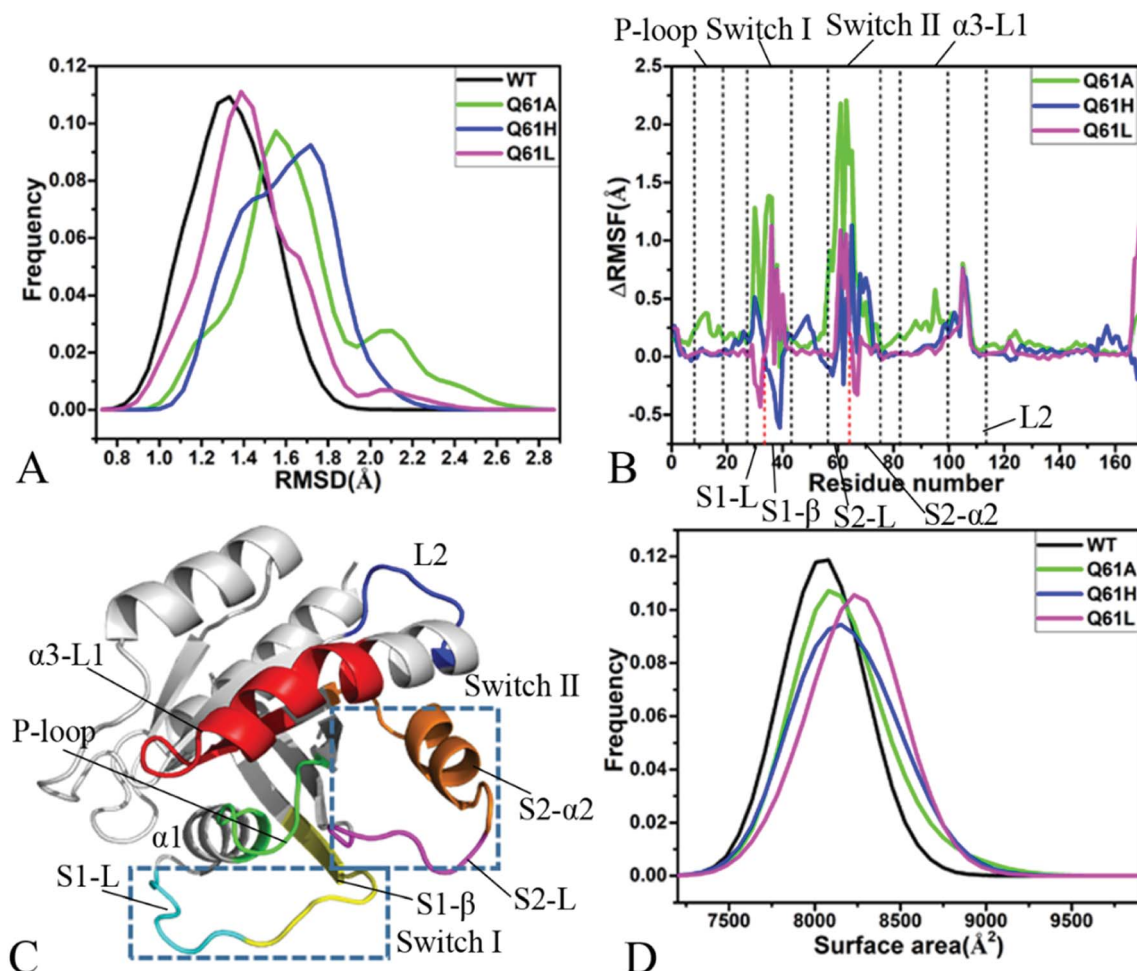 0.12
0.10
0.08
0.06
0.04
0.02
0.00
Frequency
WT
Q61A
Q61H
Q61L
0.8 1.0 1.2 1.4 1.6 1.8 2.0 2.2 2.4 2.6 2.8
RMSD(Å)
A
P-loop Switch I Switch II α3-L1
2.5
2.0
1.5
1.0
0.5
0.0
-0.5
ΔRMSF(Å)
Q61A
Q61H
Q61L
L2
0 20 40 60 80 100 120 140 160
Residue number
S1-L S1-β S2-L S2-α2
B
L2
α3-L1
Switch II
P-loop
α1
S2-α2
S1-L
S1-β
S2-L
Switch I
C
0.12
0.10
0.08
0.06
0.04
0.02
0.00
Frequency
WT
Q61A
Q61H
Q61L
7500 8000 8500 9000 9500
Surface area(Å²)
D